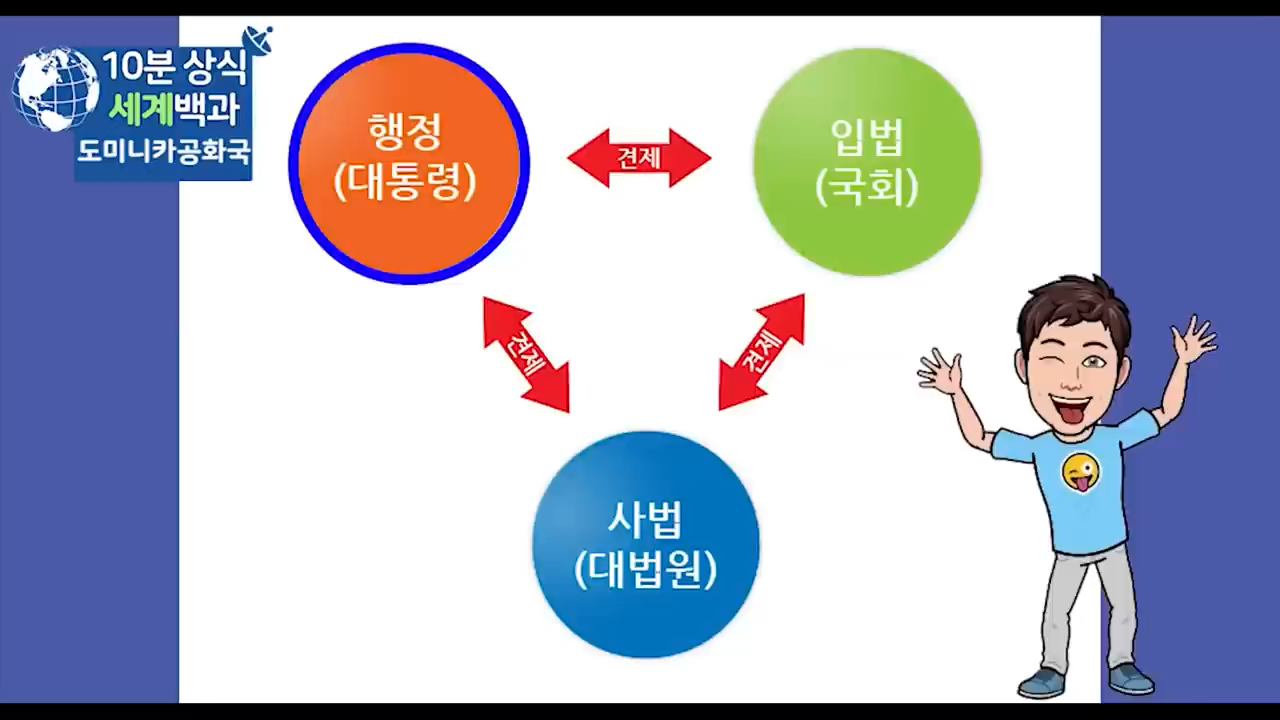 10분 상식
세계백과
도미니카공화국
행정
(대통령)
견제
입법
(국회)
견제
견제
사법
(대법원)